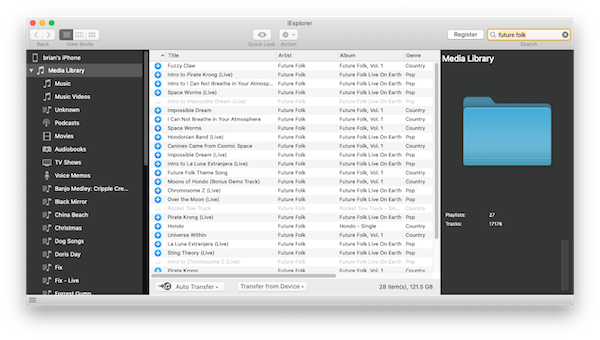 iExplorer
Register
future folk
Back
View Mode
Quick Look
Action
Search
brian's iPhone
Media Library
Music
Music Videos
Unknown
Podcasts
Movies
Audiobooks
TV Shows
Voice Memos
Banjo Medley: Cripple Cre...
Black Mirror
China Beach
Christmas
Dog Songs
Doris Day
Fix
Fix - Live
Forrest Gump
Title Artist Album Genre
Fuzzy Claw Future Folk Future Folk, Vol. 1 Country
Intro to Pirate Krong (Live) Future Folk Future Folk Live On Earth Pop
Intro to I Can Not Breathe in Your Atmosp... Future Folk Future Folk Live On Earth Pop
Space Worms (Live) Future Folk Future Folk Live On Earth Pop
Intro to Impossible Dream (Live) Future Folk Future Folk Live On Earth Pop
Impossible Dream Future Folk Future Folk, Vol. 1 Country
I Can Not Breathe in Your Atmosphere Future Folk Future Folk, Vol. 1 Country
Space Worms Future Folk Future Folk, Vol. 1 Country
Hondonian Band (Live) Future Folk Future Folk Live On Earth Pop
Canines Came from Cosmic Space Future Folk Future Folk, Vol. 1 Country
Impossible Dream (Live) Future Folk Future Folk Live On Earth Pop
Intro to La Luna Extranjera (Live) Future Folk Future Folk Live On Earth Pop
Future Folk Theme Song Future Folk Future Folk, Vol. 1 Country
Moons of Hondo (Bonus Demo Track) Future Folk Future Folk, Vol. 1 Country
Chromosome Z (Live) Future Folk Future Folk Live On Earth Pop
Over the Moon (Live) Future Folk Future Folk Live On Earth Pop
Rocket Tow Truck Future Folk Rocket Tow Truck - Sin... Country
Pirate Krong (Live) Future Folk Future Folk Live On Earth Pop
Hondo Future Folk Hondo - Single Country
Universe Within Future Folk Future Folk, Vol. 1 Country
La Luna Extranjera (Live) Future Folk Future Folk Live On Earth Pop
Sting Theory (Live) Future Folk Future Folk Live On Earth Pop
Intro to Chromosome Z (Live) Future Folk Future Folk Live On Earth Pop
Pirate Krong Future Folk Future Folk, Vol. 1 Country
Auto Transfer
Transfer from Device
28 item(s), 121.5 GB
Media Library
Playlists: 27
Tracks: 17176